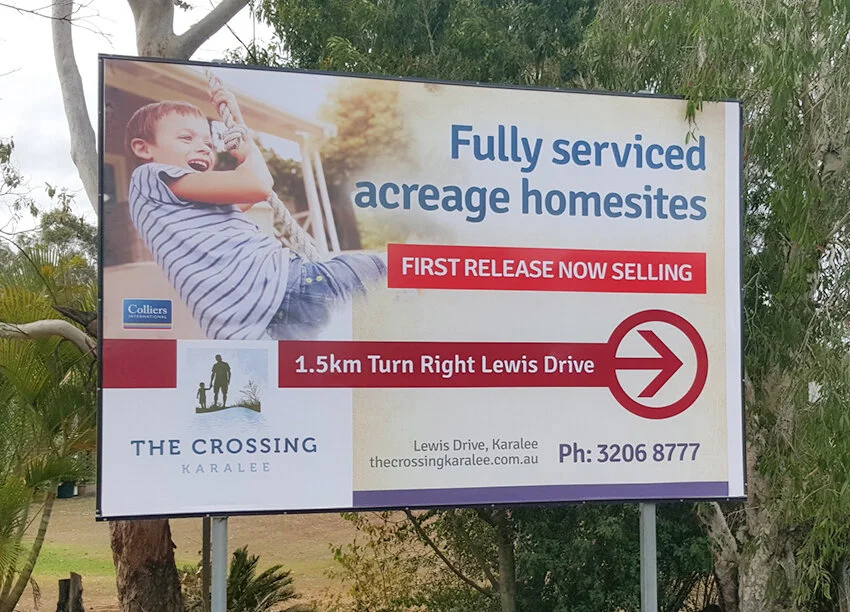 Fully serviced
acreage homesites
FIRST RELEASE NOW SELLING
Colliers
INTERNATIONAL
1.5km Turn Right Lewis Drive
THE CROSSING
KARALEE
Lewis Drive, Karalee
thecrossingkaralee.com.au
Ph: 3206 8777